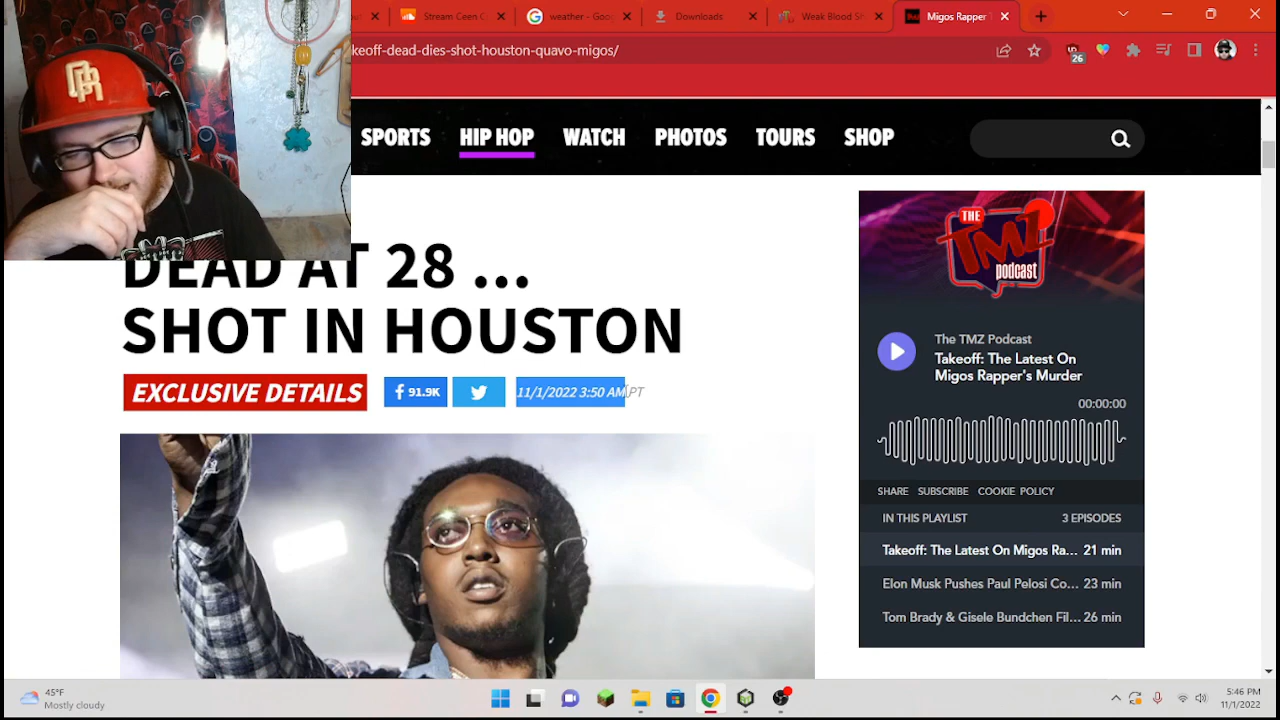 Stream Ceen C
weather - Goo
Downloads
Weak Blood Sh
Migos Rapper T
keoff-dead-dies-shot-houston-quavo-migos/
26
SPORTS HIP HOP WATCH PHOTOS TOURS SHOP
DEAD AT 28 ...
SHOT IN HOUSTON
EXCLUSIVE DETAILS
91.9K
11/1/2022 3:50 AM PT
THE
TMZ
podcast
The TMZ Podcast
Takeoff: The Latest On
Migos Rapper's Murder
00:00:00
SHARE SUBSCRIBE COOKIE POLICY
IN THIS PLAYLIST 3 EPISODES
Takeoff: The Latest On Migos Ra... 21 min
Elon Musk Pushes Paul Pelosi Co... 23 min
Tom Brady & Gisele Bundchen Fil... 26 min
45°F
Mostly cloudy
5:46 PM
11/1/2022